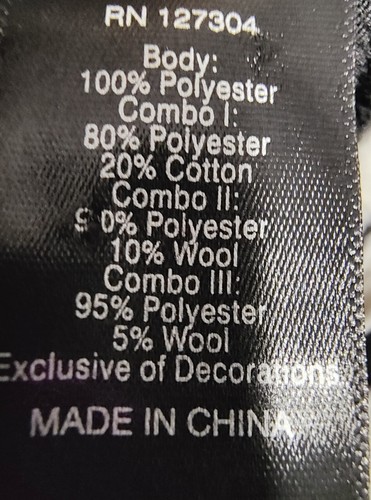 RN 127304
Body:
100% Polyester
Combo I:
80% Polyester
20% Cotton
Combo II:
90% Polyester
10% Wool
Combo III:
95% Polyester
5% Wool
Exclusive of Decorations
MADE IN CHINA